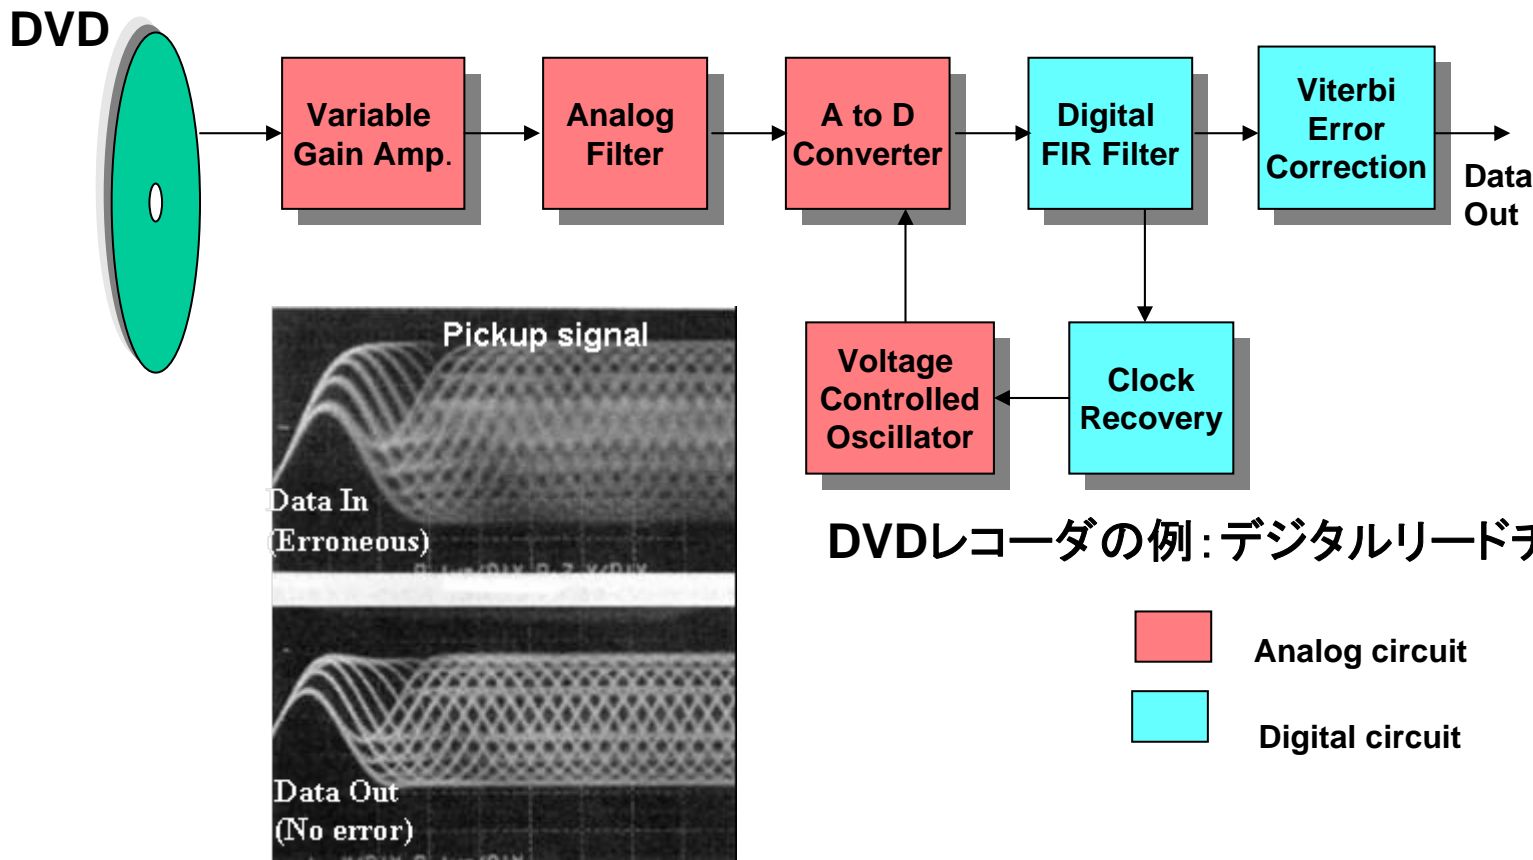 DVD
Variable
Gain Amp.
Analog
Filter
A to D
Converter
Digital
FIR Filter
Viterbi
Error
Correction
Data
Out
Pickup signal
Voltage
Controlled
Oscillator
Clock
Recovery
Data In
(Erroneous)
DVDレコーダの例：デジタルリード
Analog circuit
Digital circuit
Data Out
(No error)